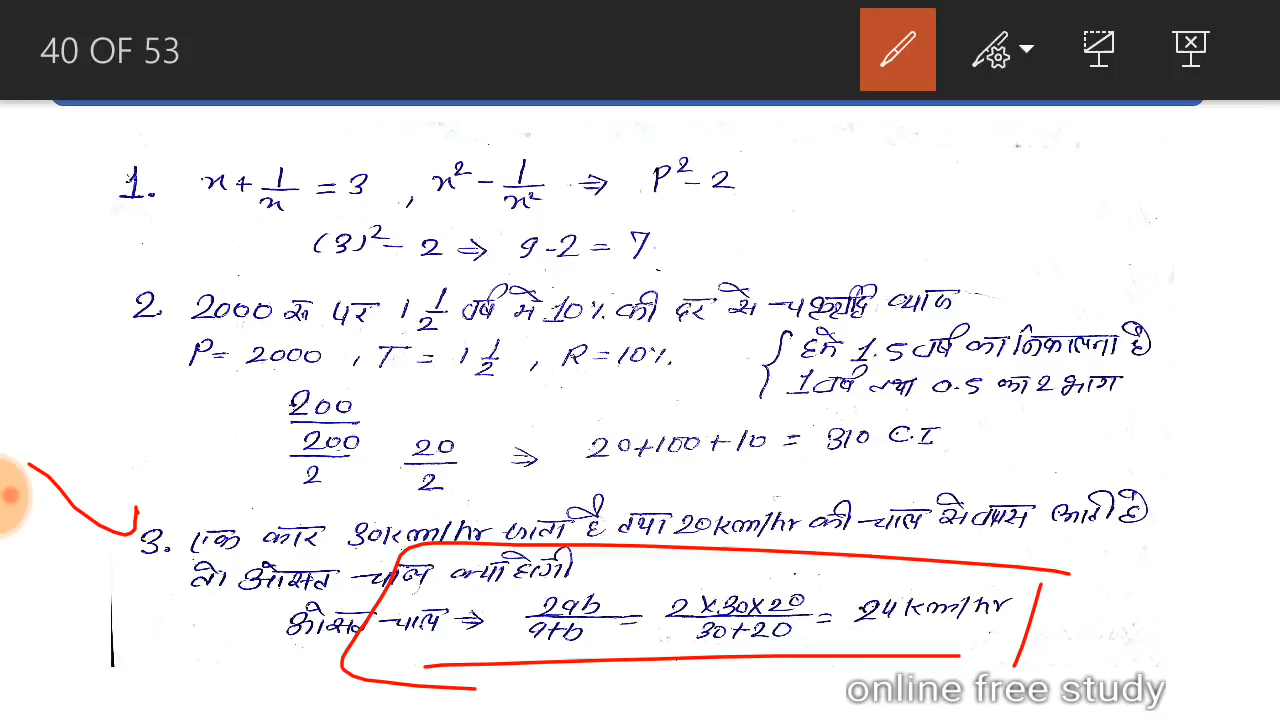 40 OF 53
1. x + 1/x = 3 , x² - 1/x² ⇒ P² - 2
(3)² - 2 ⇒ 9 - 2 = 7
2. 2000 रू पर 1 1/2 वर्ष मे 10% की दर से ब्याज
P = 2000 , T = 1 1/2 , R = 10%.
{ हमे 1.5 वर्ष का निकालना है
1 वर्ष तथा 0.5 का 2 भाग
200
200/2 20/2 ⇒ 20+100+10 = 310 C.I
3. एक कार 30km/hr जाता है तथा 20km/hr की चाल से वापस आती है
तो औसत चाल क्या होगी
औसत चाल ⇒ 2ab/a+b = 2×30×20/30+20 = 24 km/hr
online free study